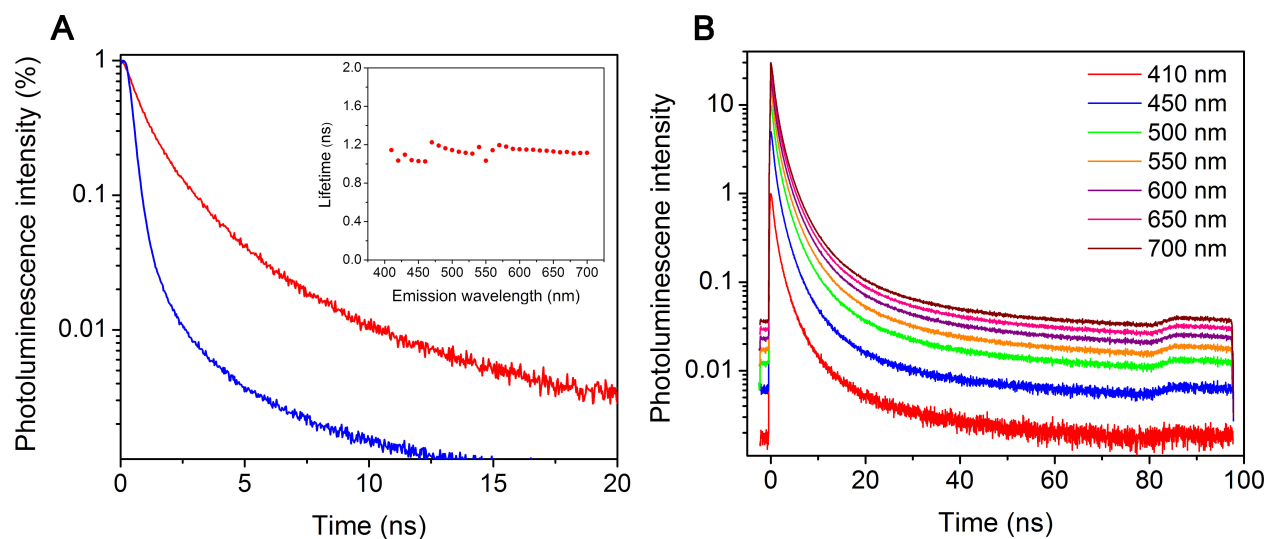 A
Photoluminescence intensity (%)
1
0.1
0.01
0
5
10
15
20
Time (ns)
2.0
1.6
1.2
0.8
0.4
0.0
Lifetime (ns)
400 450 500 550 600 650 700
Emission wavelength (nm)
B
Photoluminescene intensity
10
1
0.1
0.01
0
20
40
60
80
100
Time (ns)
410 nm
450 nm
500 nm
550 nm
600 nm
650 nm
700 nm